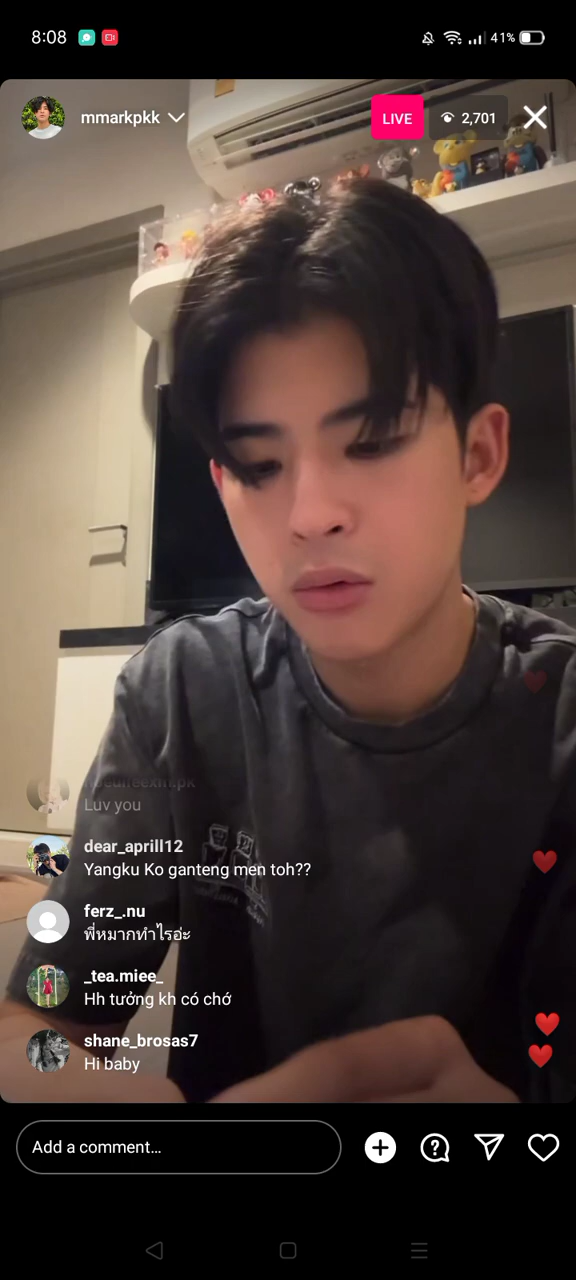 8:08
41%
mmarkpkk
LIVE
2,701
Luv you
dear_aprill12
Yangku Ko ganteng men toh??
ferz_.nu
พี่หมากทำไรอ่ะ
_tea.miee_
Hh tưởng kh có chớ
shane_brosas7
Hi baby
Add a comment...